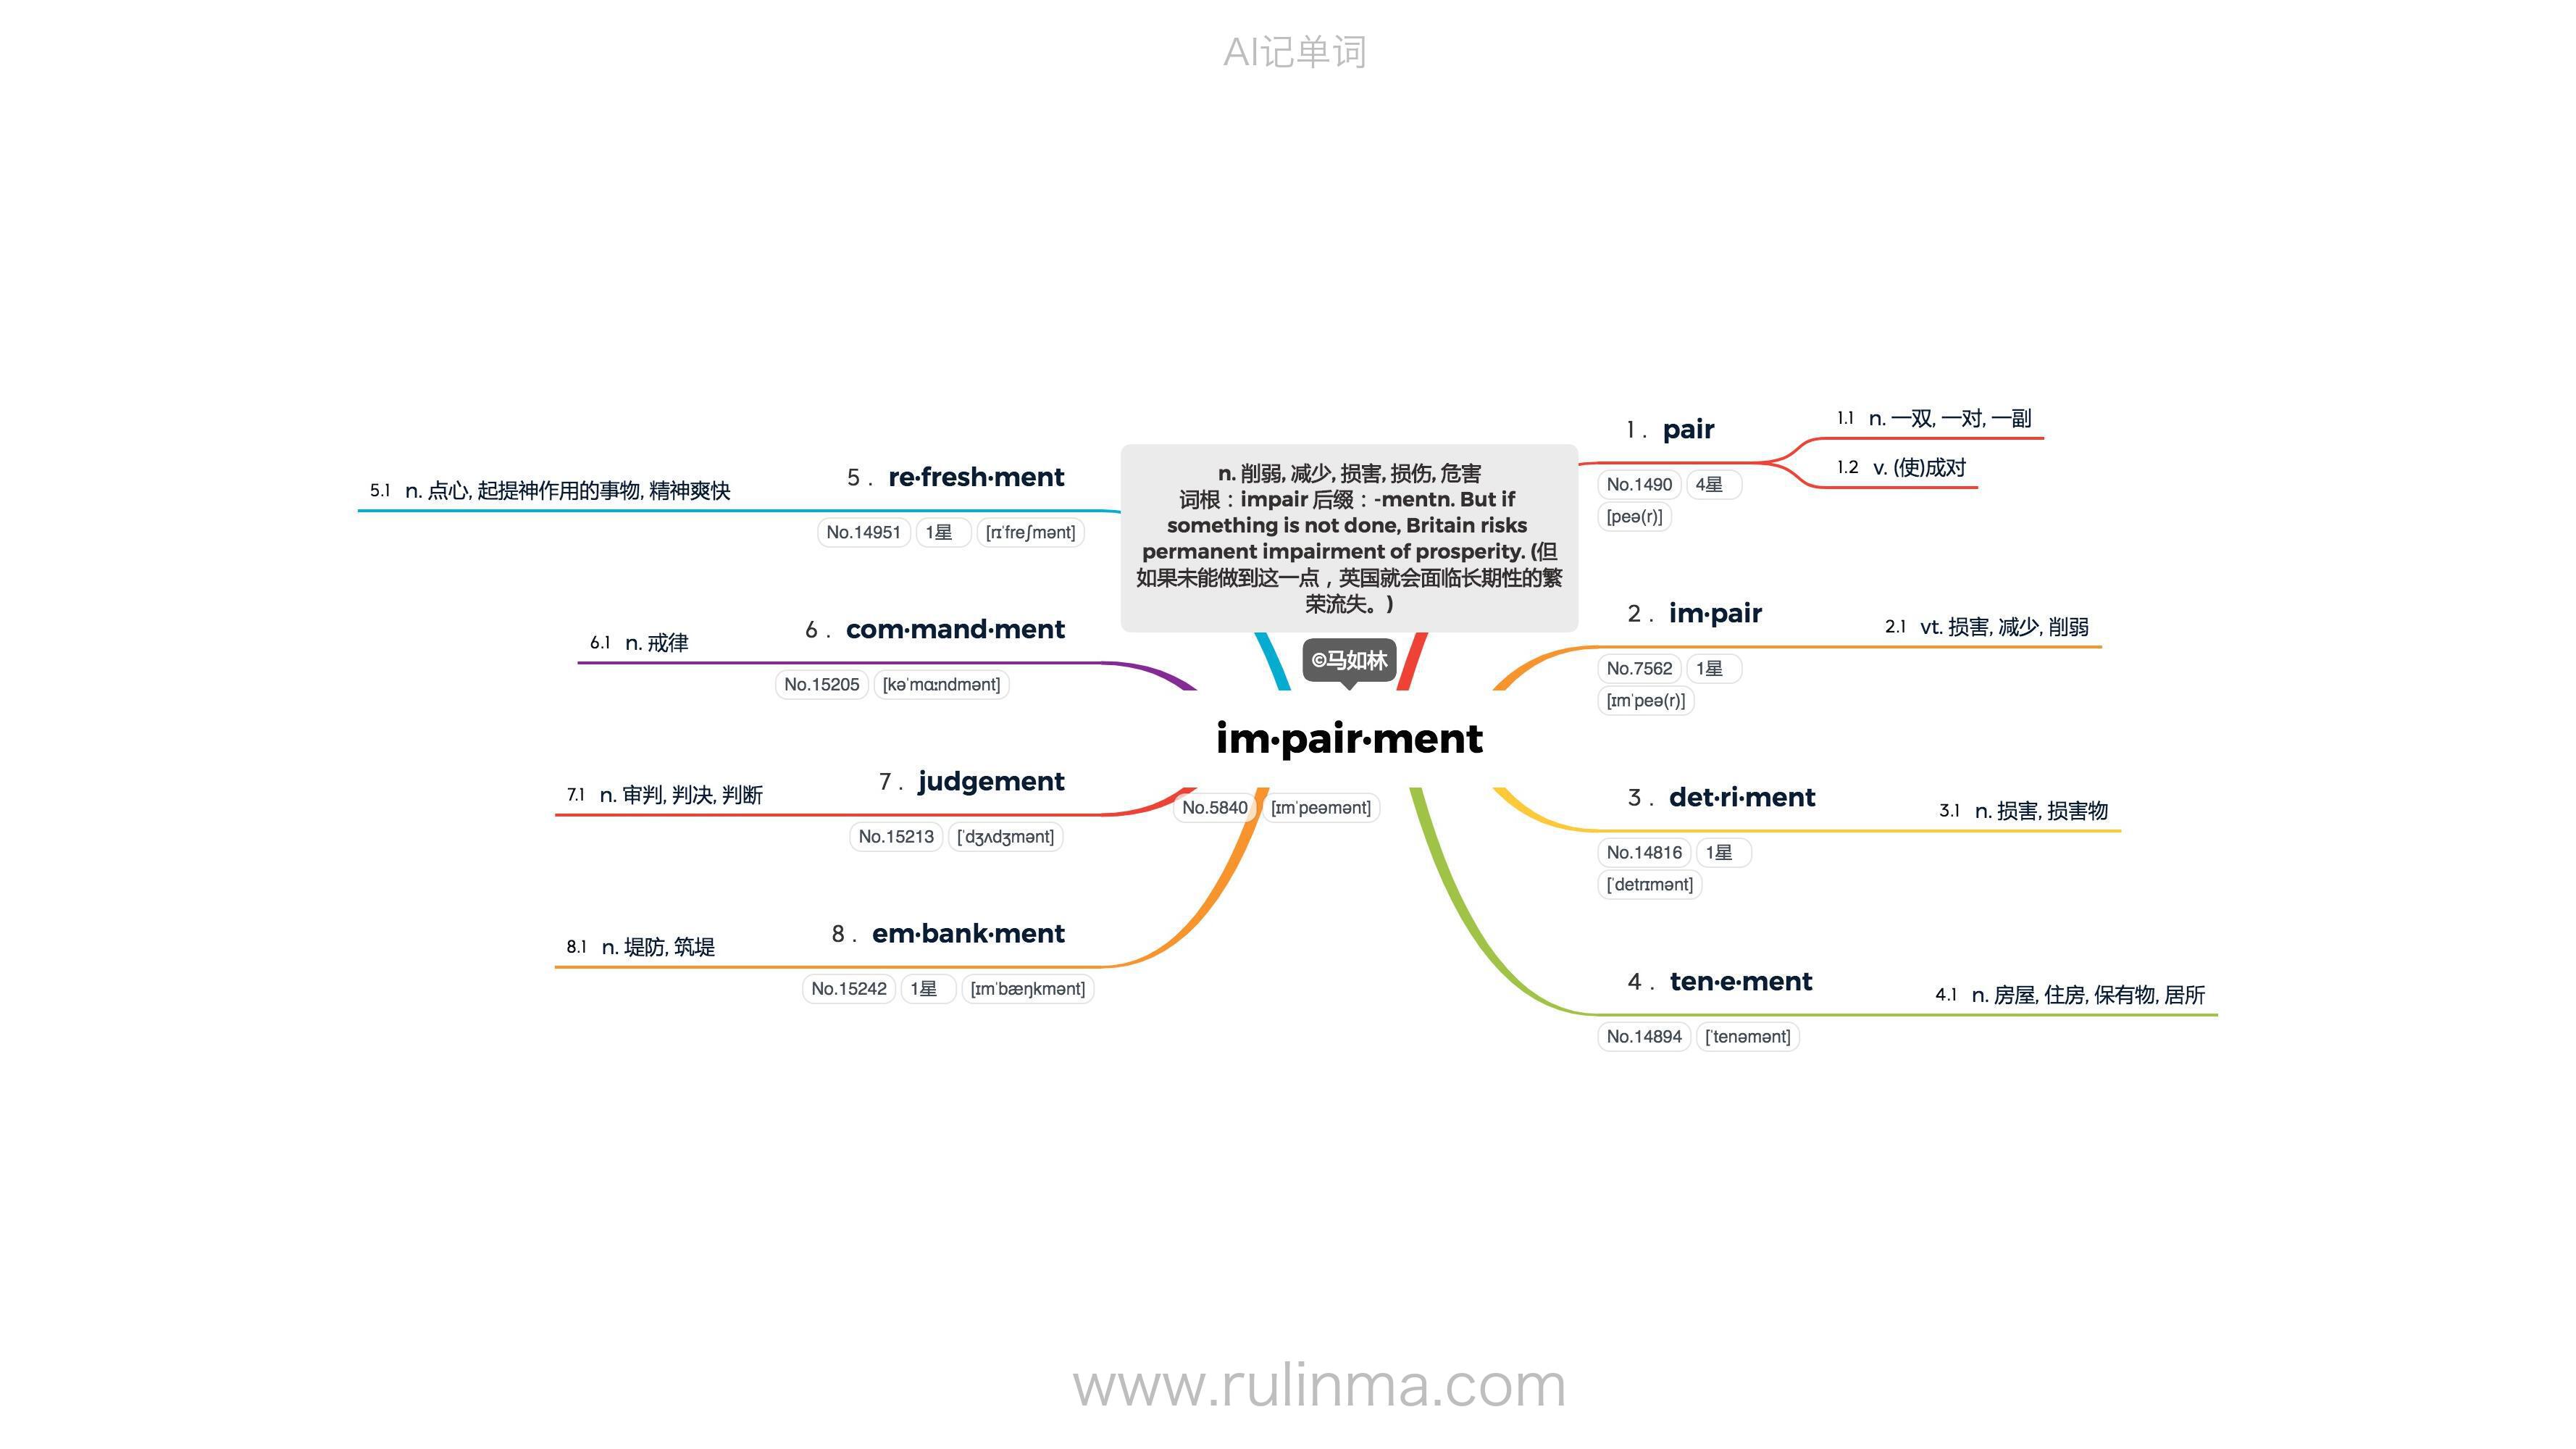 AI记单词
n. 削弱, 减少, 损害, 损伤, 危害
词根：impair 后缀：-mentn. But if
something is not done, Britain risks
permanent impairment of prosperity. (但
如果未能做到这一点，英国就会面临长期性的繁
荣流失。)
©马如林
im·pair·ment
No.5840 [ɪmˈpeəmənt]
1. pair
No.1490 4星
[peə(r)]
1.1 n. 一双, 一对, 一副
1.2 v. (使)成对
2. im·pair
No.7562 1星
[ɪmˈpeə(r)]
2.1 vt. 损害, 减少, 削弱
3. det·ri·ment
No.14816 1星
[ˈdetrɪmənt]
3.1 n. 损害, 损害物
4. ten·e·ment
No.14894 [ˈtenəmənt]
4.1 n. 房屋, 住房, 保有物, 居所
5. re·fresh·ment
No.14951 1星 [rɪˈfreʃmənt]
5.1 n. 点心, 起提神作用的事物, 精神爽快
6. com·mand·ment
No.15205 [kəˈmɑːndmənt]
6.1 n. 戒律
7. judgement
No.15213 [ˈdʒʌdʒmənt]
7.1 n. 审判, 判决, 判断
8. em·bank·ment
No.15242 1星 [ɪmˈbæŋkmənt]
8.1 n. 堤防, 筑堤
www.rulinma.com